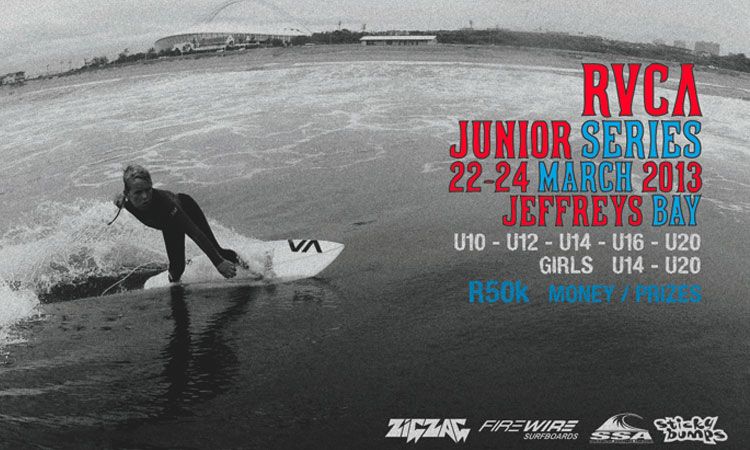 RVCA
JUNIOR SERIES
22-24 MARCH 2013
JEFFREYS BAY
U10 - U12 - U14 - U16 - U20
GIRLS U14 - U20
R50k MONEY / PRIZES
VA
ZIGZAG
FIREWIRE
SURFBOARDS
SSA
sticky
bumps